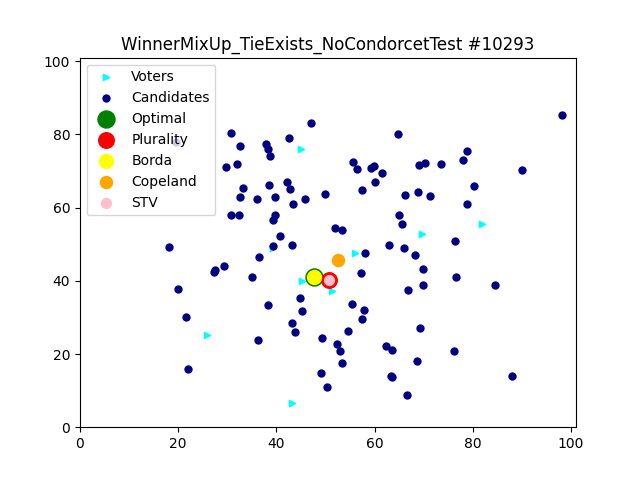 WinnerMixUp_TieExists_NoCondorcetTest #10293
Voters
Candidates
Optimal
Plurality
Borda
Copeland
STV
100
80
60
40
20
0
0 20 40 60 80 100